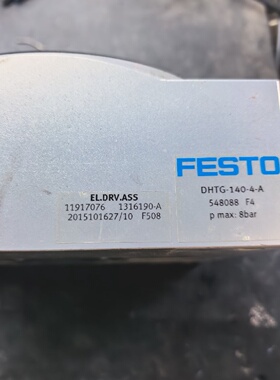 FESTO
DHTG-140-4-A
548088 F4
p max: 8bar
EL.DRV.ASS
11917076 1316190-A
2015101627/10 F508